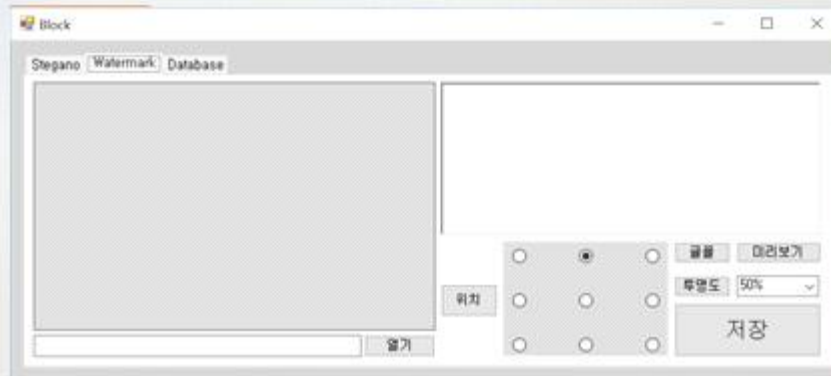 Block
Stegano Watermark Database
글꼴 미리보기
위치 투명도 50%
저장
열기